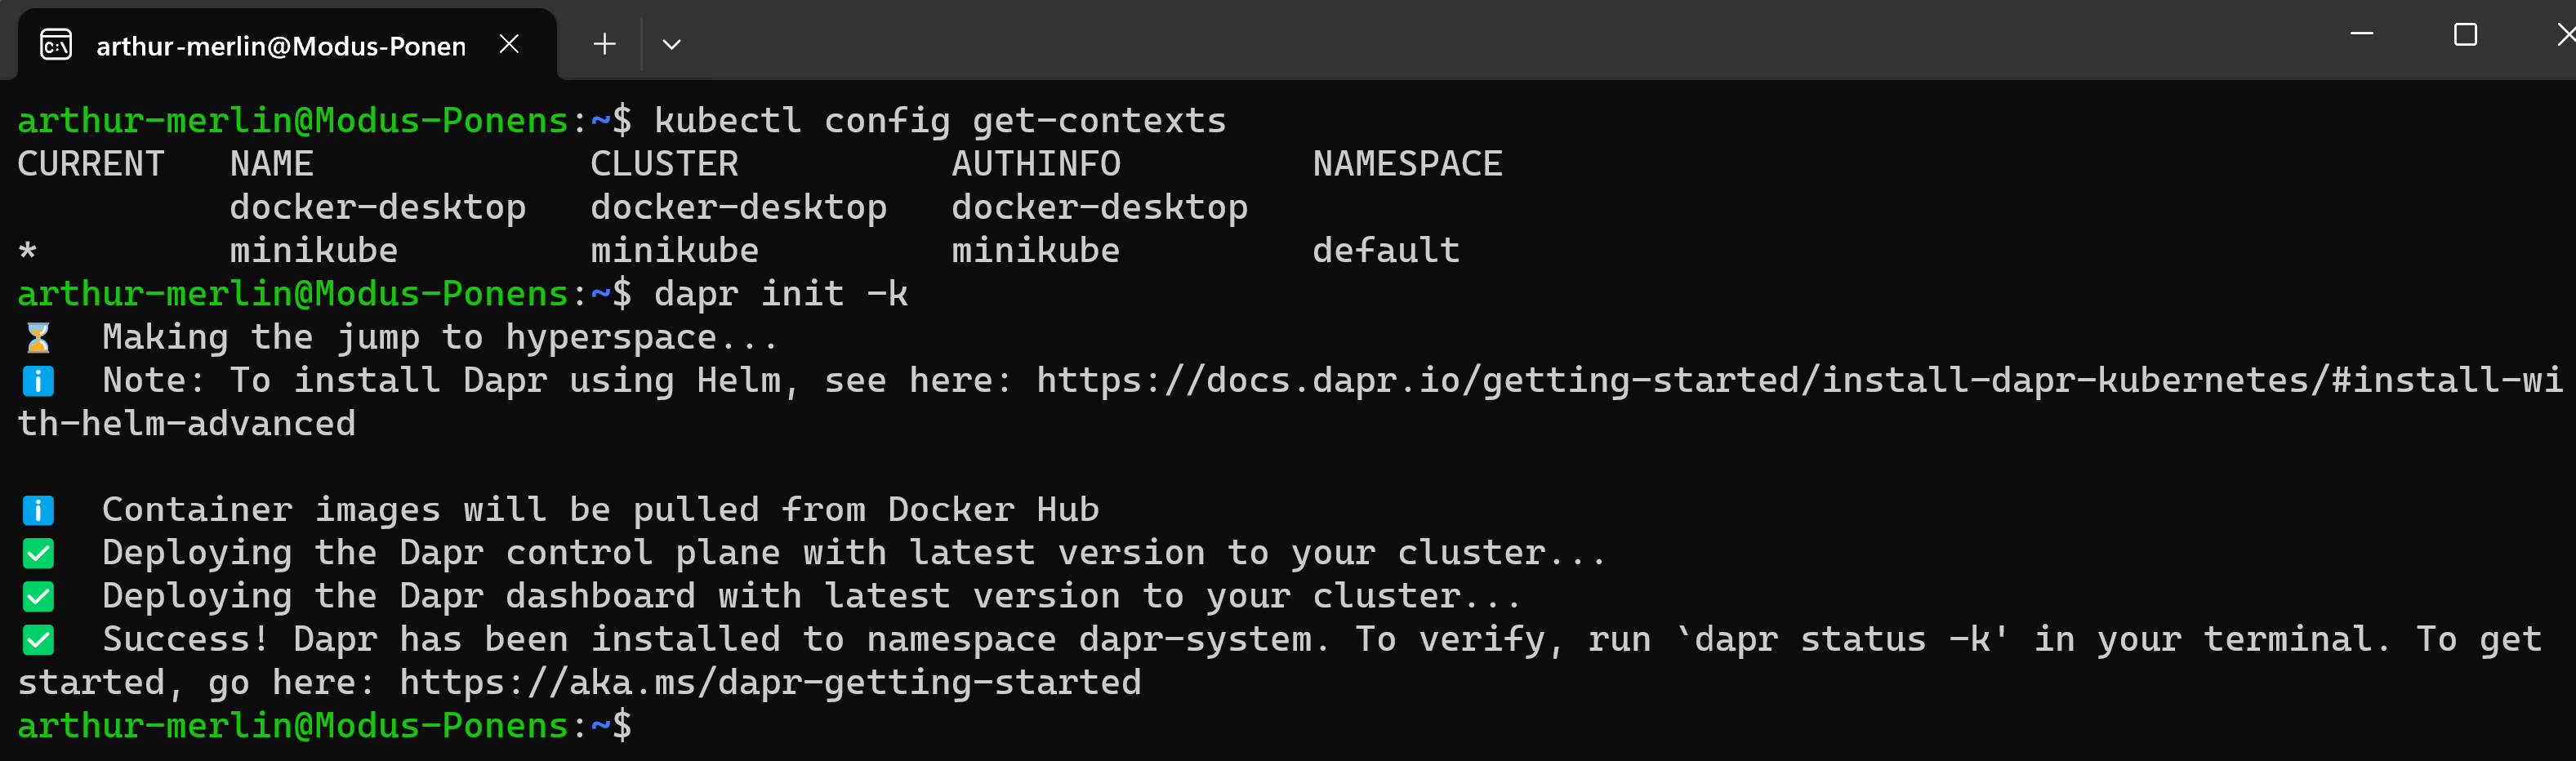 arthur-merlin@Modus-Ponen
arthur-merlin@Modus-Ponens:~$ kubectl config get-contexts
CURRENT   NAME             CLUSTER          AUTHINFO         NAMESPACE
          docker-desktop   docker-desktop   docker-desktop
*         minikube         minikube         minikube         default
arthur-merlin@Modus-Ponens:~$ dapr init -k
⌛  Making the jump to hyperspace...
ℹ️  Note: To install Dapr using Helm, see here: https://docs.dapr.io/getting-started/install-dapr-kubernetes/#install-wi
th-helm-advanced
ℹ️  Container images will be pulled from Docker Hub
✅  Deploying the Dapr control plane with latest version to your cluster...
✅  Deploying the Dapr dashboard with latest version to your cluster...
✅  Success! Dapr has been installed to namespace dapr-system. To verify, run `dapr status -k' in your terminal. To get
started, go here: https://aka.ms/dapr-getting-started
arthur-merlin@Modus-Ponens:~$